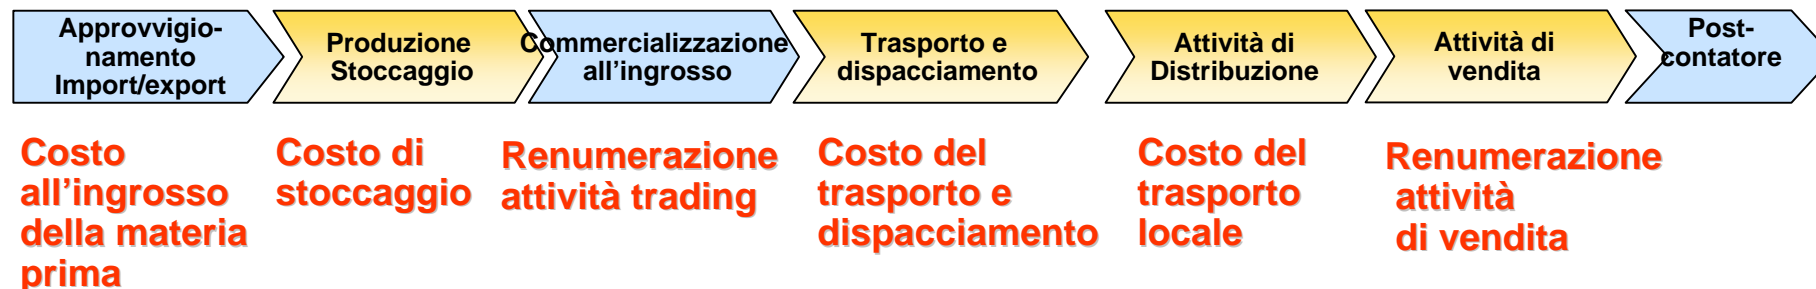 Approvvigio-
namento
Import/export
Produzione
Stoccaggio
Commercializzazione
all’ingrosso
Trasporto e
dispacciamento
Attività di
Distribuzione
Attività di
vendita
Post-
contatore
Costo
all’ingrosso
della materia
prima
Costo di
stoccaggio
Renumerazione
attività trading
Costo del
trasporto e
dispacciamento
Costo del
trasporto
locale
Renumerazione
attività
di vendita